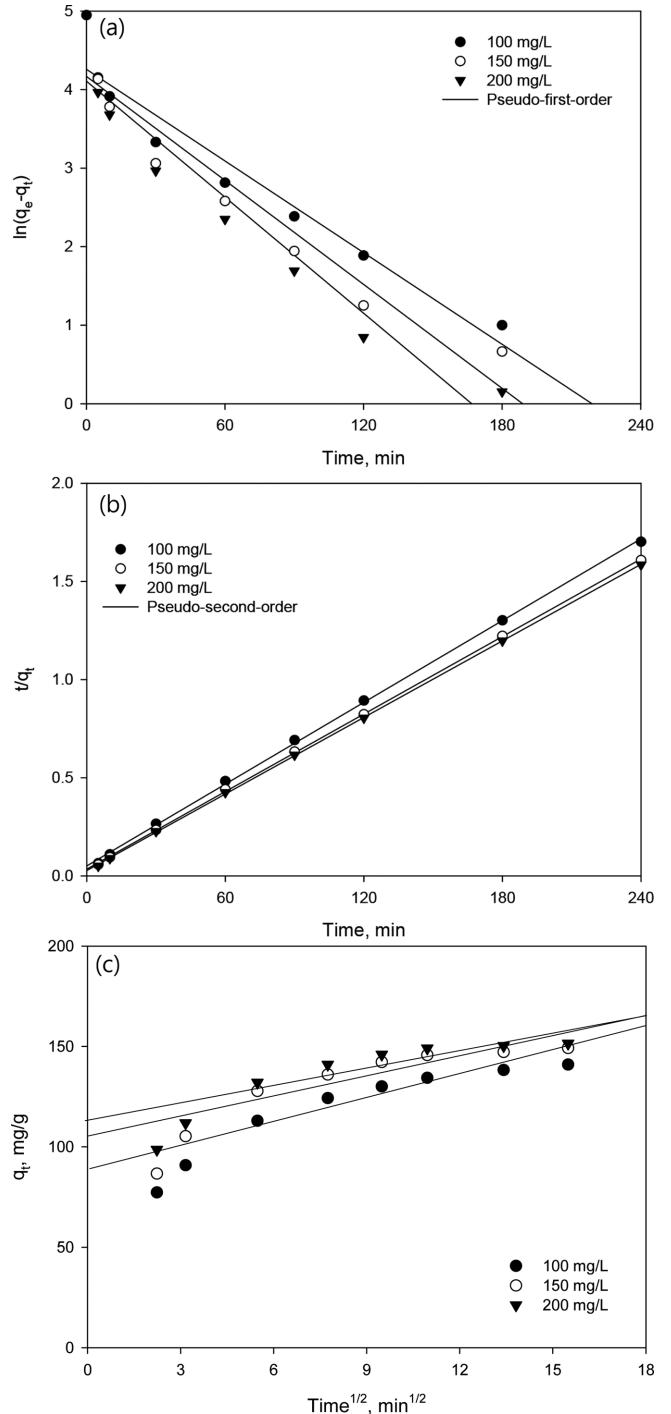 (a)
100 mg/L
150 mg/L
200 mg/L
Pseudo-first-order
ln(qe-qt)
5
4
3
2
1
0
0 60 120 180 240
Time, min
(b)
100 mg/L
150 mg/L
200 mg/L
Pseudo-second-order
t/qt
2.0
1.5
1.0
0.5
0.0
0 60 120 180 240
Time, min
(c)
qt, mg/g
200
150
100
50
0
100 mg/L
150 mg/L
200 mg/L
0 3 6 9 12 15 18
Time1/2, min1/2